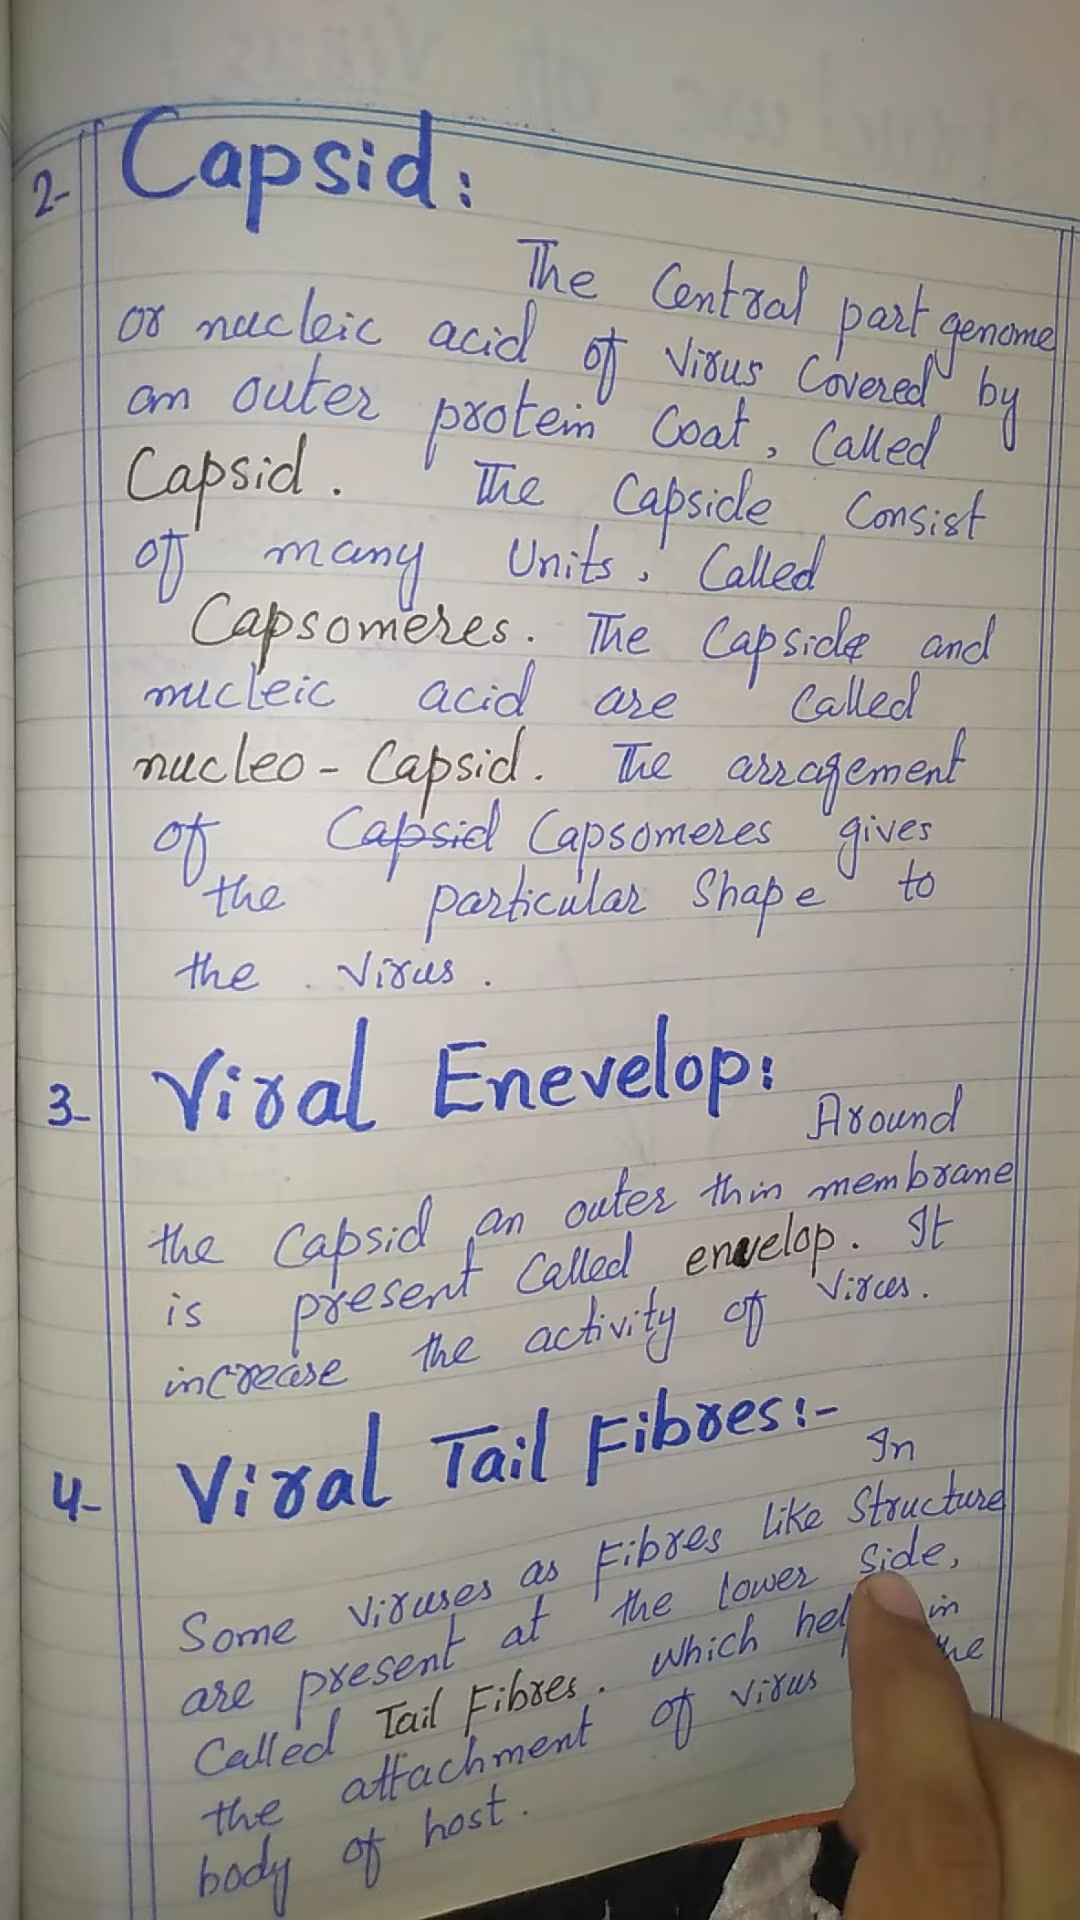 2- Capsid:
The Central part genome
or nucleic acid of virus Covered by
an outer protein Coat, Called
Capsid. The Capside Consist
of many Units, Called
Capsomeres. The Capside and
nucleic acid are Called
nucleo-Capsid. The arragement
of Capsid Capsomeres gives
the particular Shape to
the virus.
3- Viral Enevelop:
Around
the Capsid an outer thin membrane
is present Called envelop. It
increase the activity of
4- Viral Tail Fibres:-
In
Some viruses as Fibres like Structure
are present at the lower Side,
Called Tail Fibres. Which in
the attachment of virus
body of host.